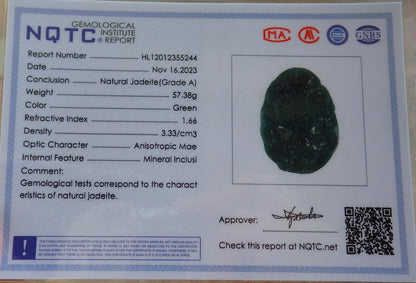 NQTC
GEMOLOGICAL
INSTITUTE
REPORT
MA
GNRS
Report Number HL12012355244
Date Nov 16,2023
Conclusion Natural Jadeite(Grade A)
Weight 57.38g
Color Green
Refractive Index 1.66
Density 3.33/cm3
Optic Character Anisotropic Mae
Internal Feature Mineral Inclusi
Comment:
Gemological tests correspond to the charact
eristics of natural jadeite.
Approver:
Check this report at NQTC.net
!